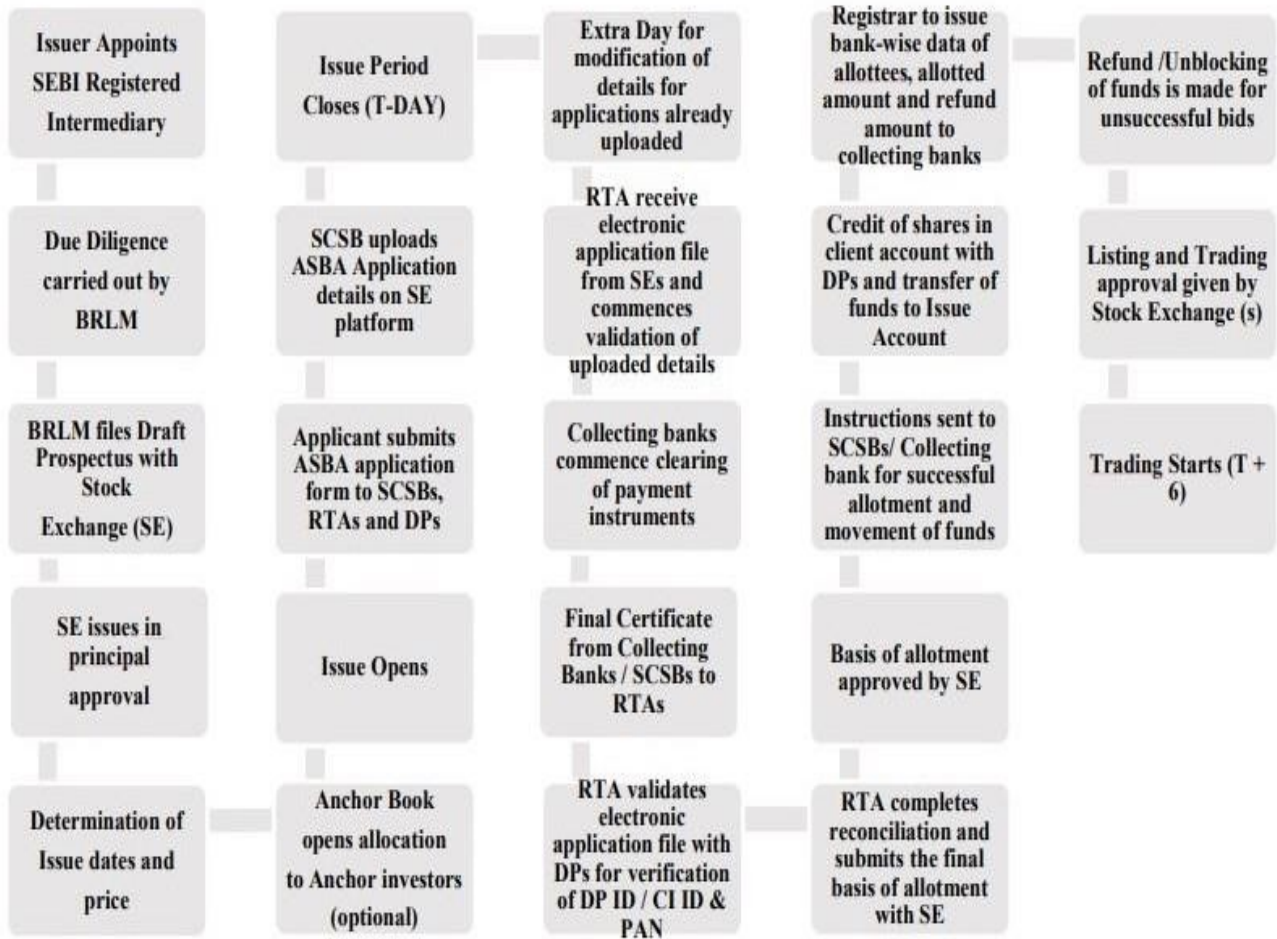 Issuer Appoints
SEBI Registered
Intermediary
Due Diligence
carried out by
BRLM
BRLM files Draft
Prospectus with
Stock
Exchange (SE)
SE issues in
principal
approval
Determination of
Issue dates and
price
Anchor Book
opens allocation
to Anchor investors
(optional)
Issue Opens
Applicant submits
ASBA application
form to SCSBs,
RTAs and DPs
SCSB uploads
ASBA Application
details on SE
platform
Issue Period
Closes (T-DAY)
Extra Day for
modification of
details for
applications already
uploaded
RTA receive
electronic
application file
from SEs and
commences
validation of
uploaded details
Collecting banks
commence clearing
of payment
instruments
Final Certificate
from Collecting
Banks / SCSBs to
RTAs
RTA validates
electronic
application file with
DPs for verification
of DP ID / CI ID &
PAN
RTA completes
reconciliation and
submits the final
basis of allotment
with SE
Basis of allotment
approved by SE
Instructions sent to
SCSBs/ Collecting
bank for successful
allotment and
movement of funds
Credit of shares in
client account with
DPs and transfer of
funds to Issue
Account
Registrar to issue
bank-wise data of
allottees, allotted
amount and refund
amount to
collecting banks
Refund /Unblocking
of funds is made for
unsuccessful bids
Listing and Trading
approval given by
Stock Exchange (s)
Trading Starts (T +
6)